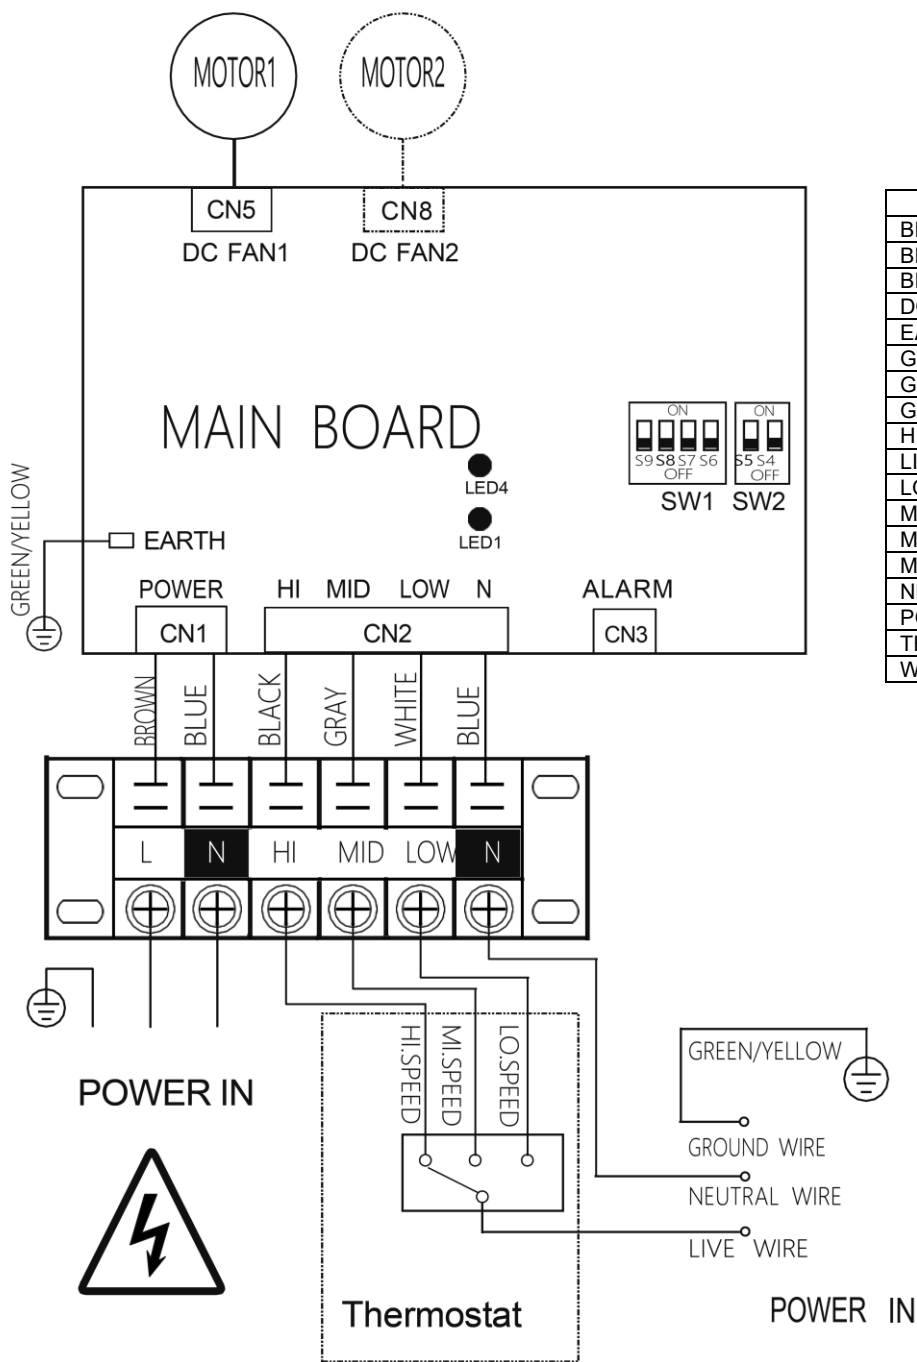 MOTOR1
MOTOR2
CN5
CN8
DC FAN1
DC FAN2
MAIN BOARD
ON
ON
S9 S8 S7 S6
S5 S4
OFF
OFF
SW1 SW2
LED4
LED1
GREEN/YELLOW
EARTH
POWER
HI MID LOW N
ALARM
CN1
CN2
CN3
BROWN
BLUE
BLACK
GRAY
WHITE
BLUE
L N HI MID LOW N
POWER IN
HI.SPEED
MI.SPEED
LO.SPEED
GREEN/YELLOW
GROUND WIRE
NEUTRAL WIRE
LIVE WIRE
Thermostat
POWER IN